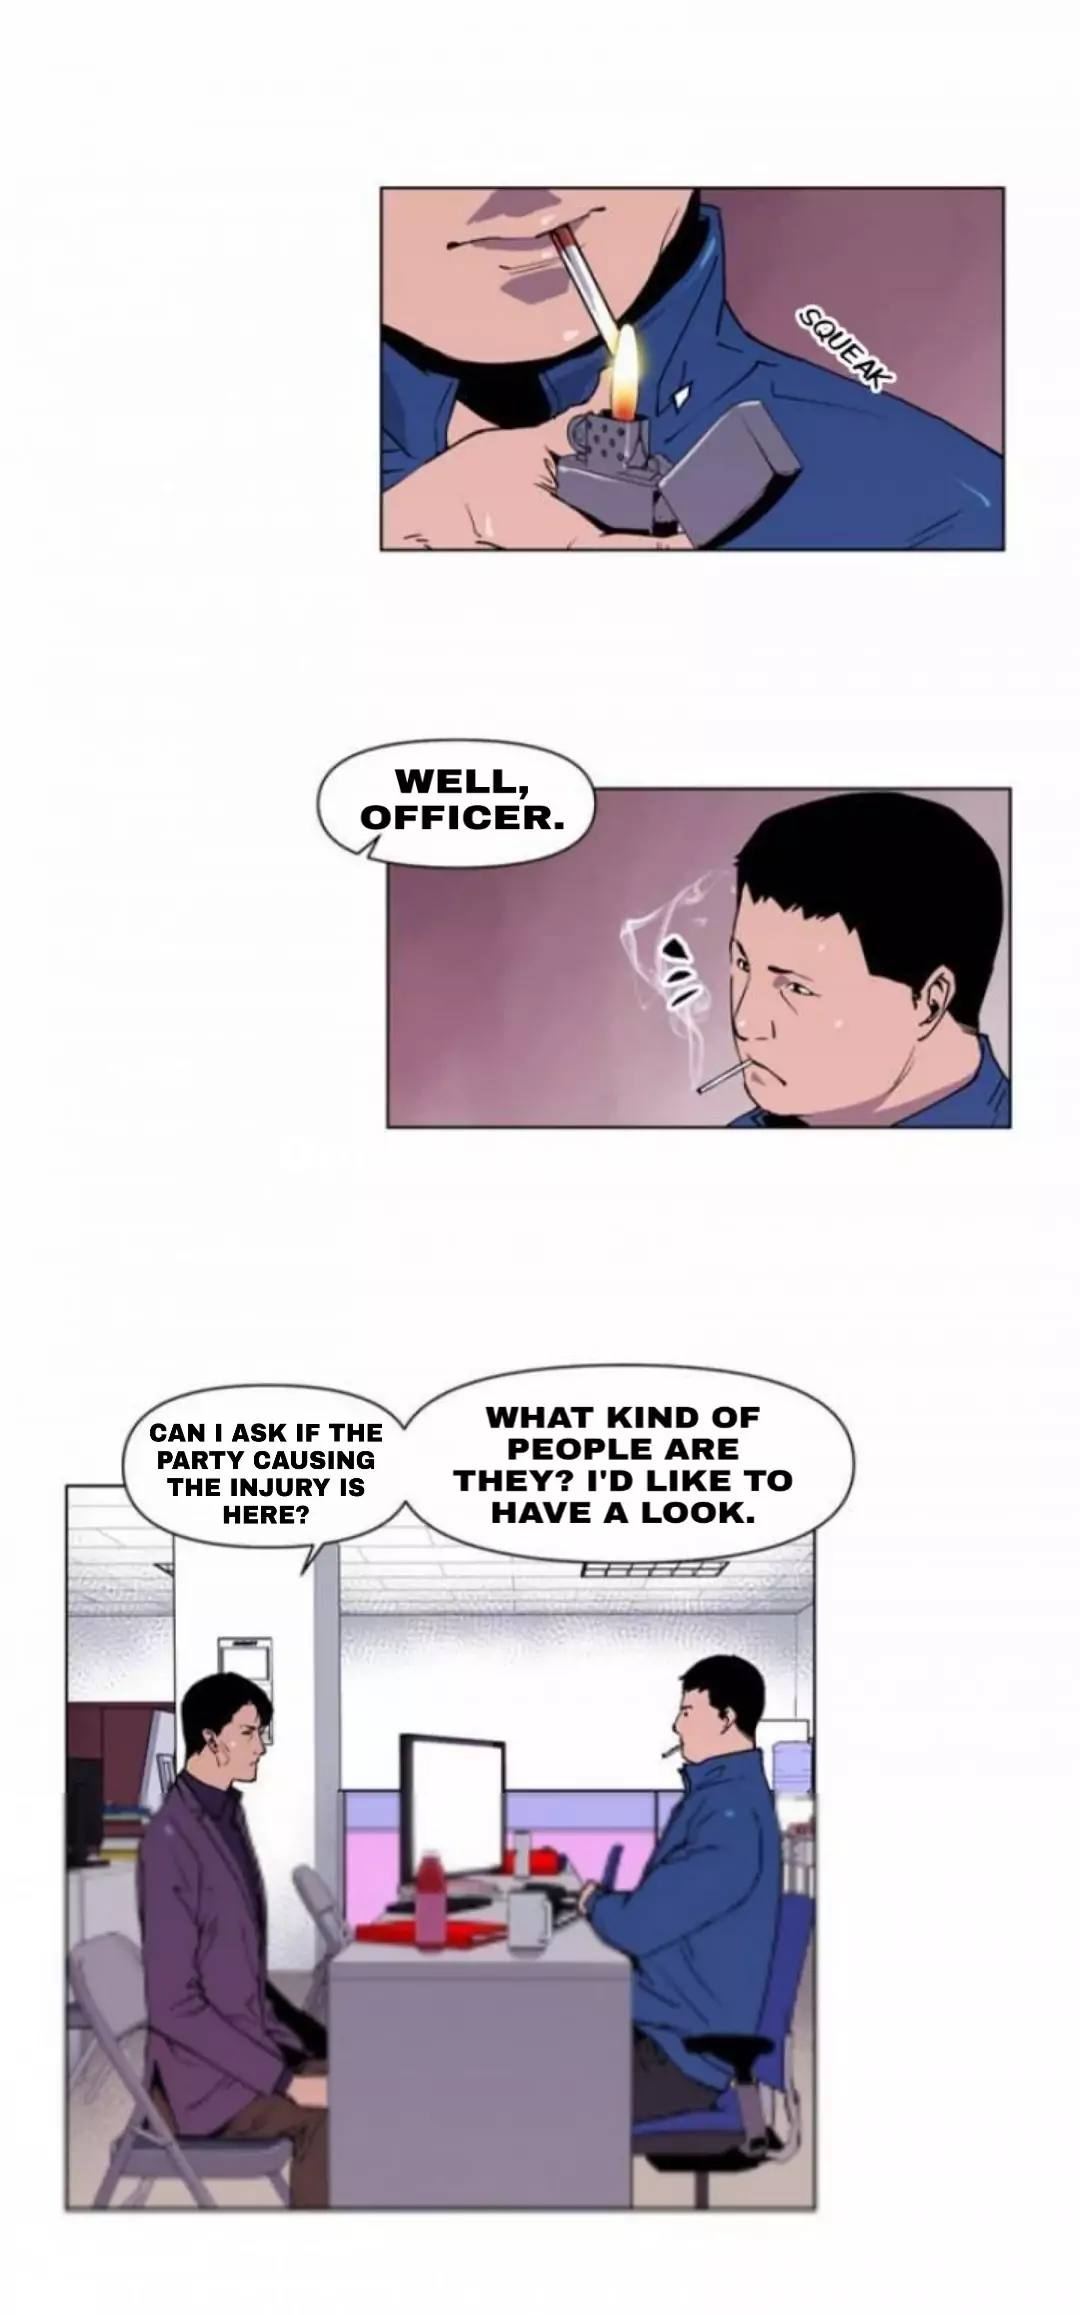 SQUEAK
WELL,
OFFICER.
CAN I ASK IF THE
PARTY CAUSING
THE INJURY IS
HERE?
WHAT KIND OF
PEOPLE ARE
THEY? I'D LIKE TO
HAVE A LOOK.